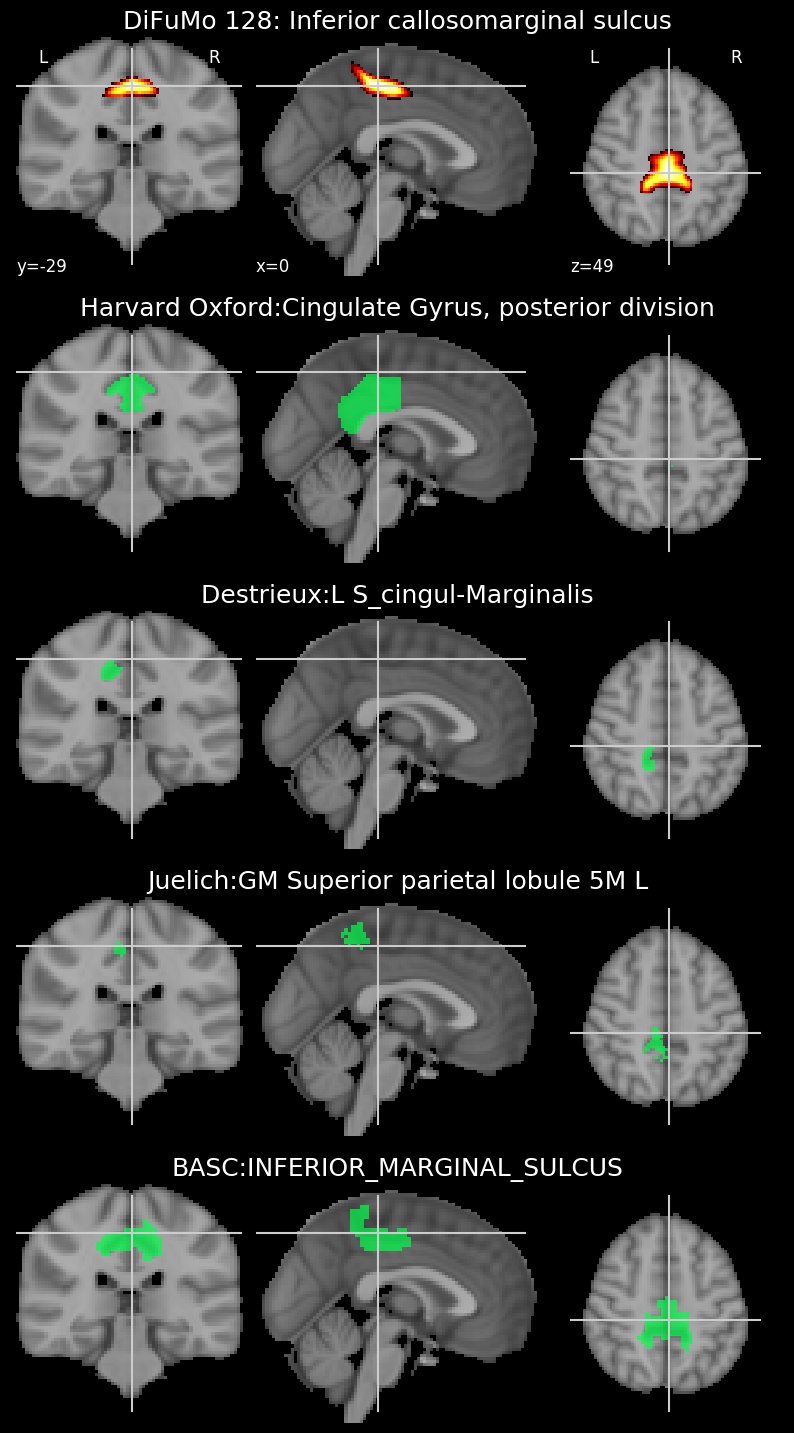 DiFuMo 128: Inferior callosomarginal sulcus
L R L R
y=-29 x=0 z=49
Harvard Oxford:Cingulate Gyrus, posterior division
Destrieux:L S_cingul-Marginalis
Juelich:GM Superior parietal lobule 5M L
BASC:INFERIOR_MARGINAL_SULCUS